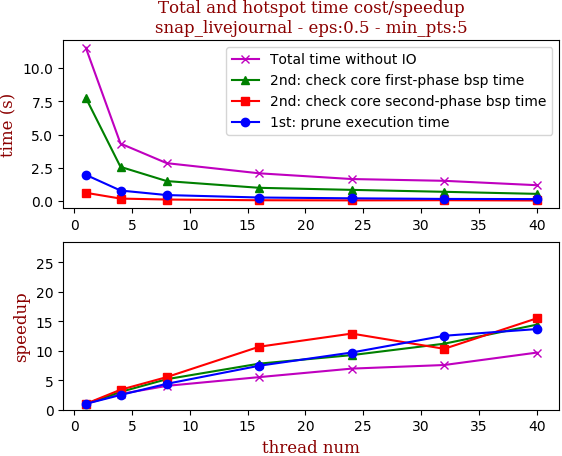 Total and hotspot time cost/speedup
snap_livejournal - eps:0.5 - min_pts:5
time (s)
10.0
7.5
5.0
2.5
0.0
Total time without IO
2nd: check core first-phase bsp time
2nd: check core second-phase bsp time
1st: prune execution time
0 5 10 15 20 25 30 35 40
speedup
25
20
15
10
5
0
0 5 10 15 20 25 30 35 40
thread num